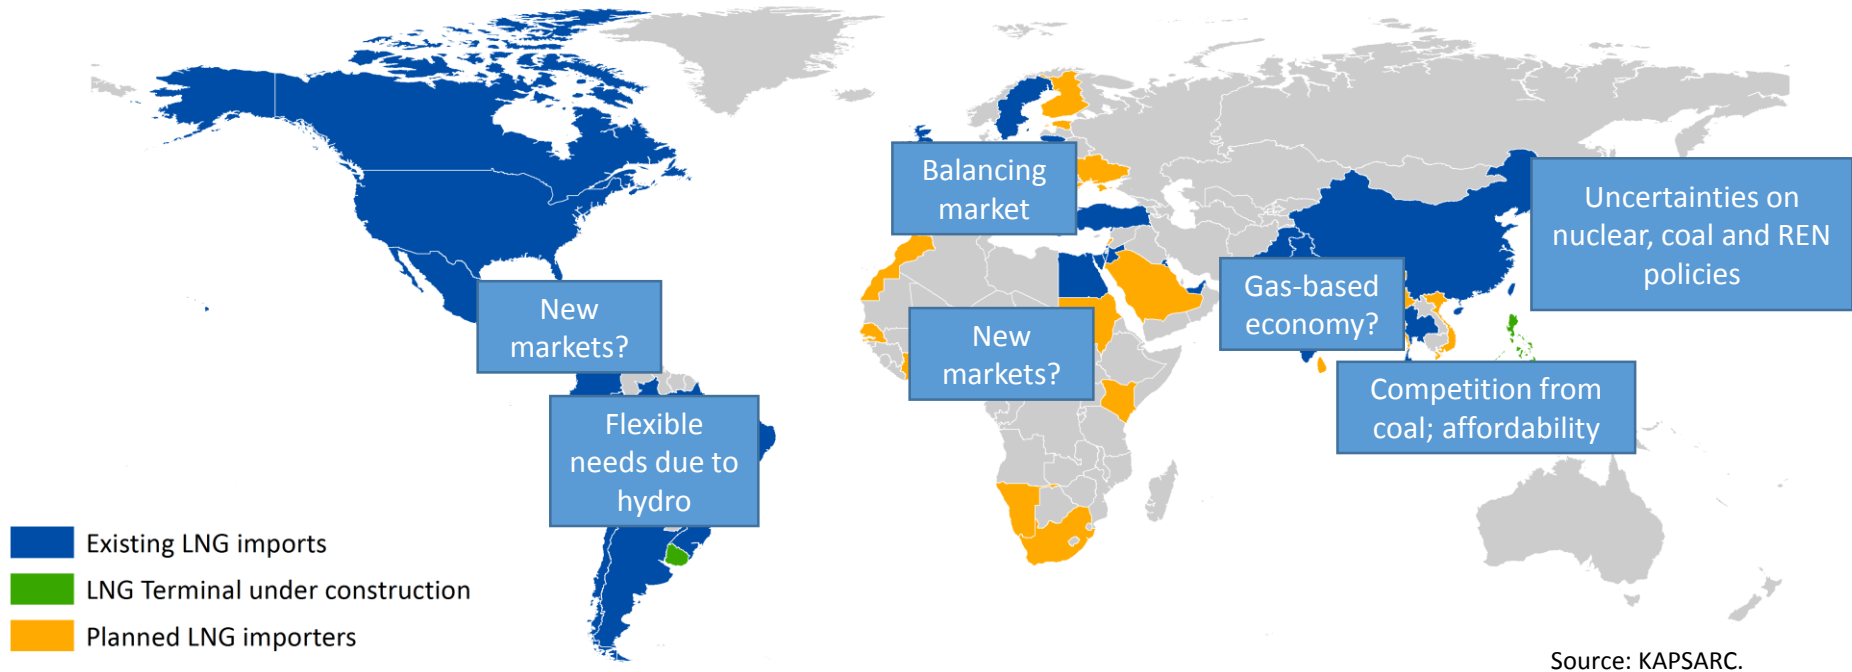 Balancing
market
Uncertainties on
nuclear, coal and REN
policies
New
markets?
New
markets?
Gas-based
economy?
Flexible
needs due to
hydro
Competition from
coal; affordability
Existing LNG imports
LNG Terminal under construction
Planned LNG importers
Source: KAPSARC.